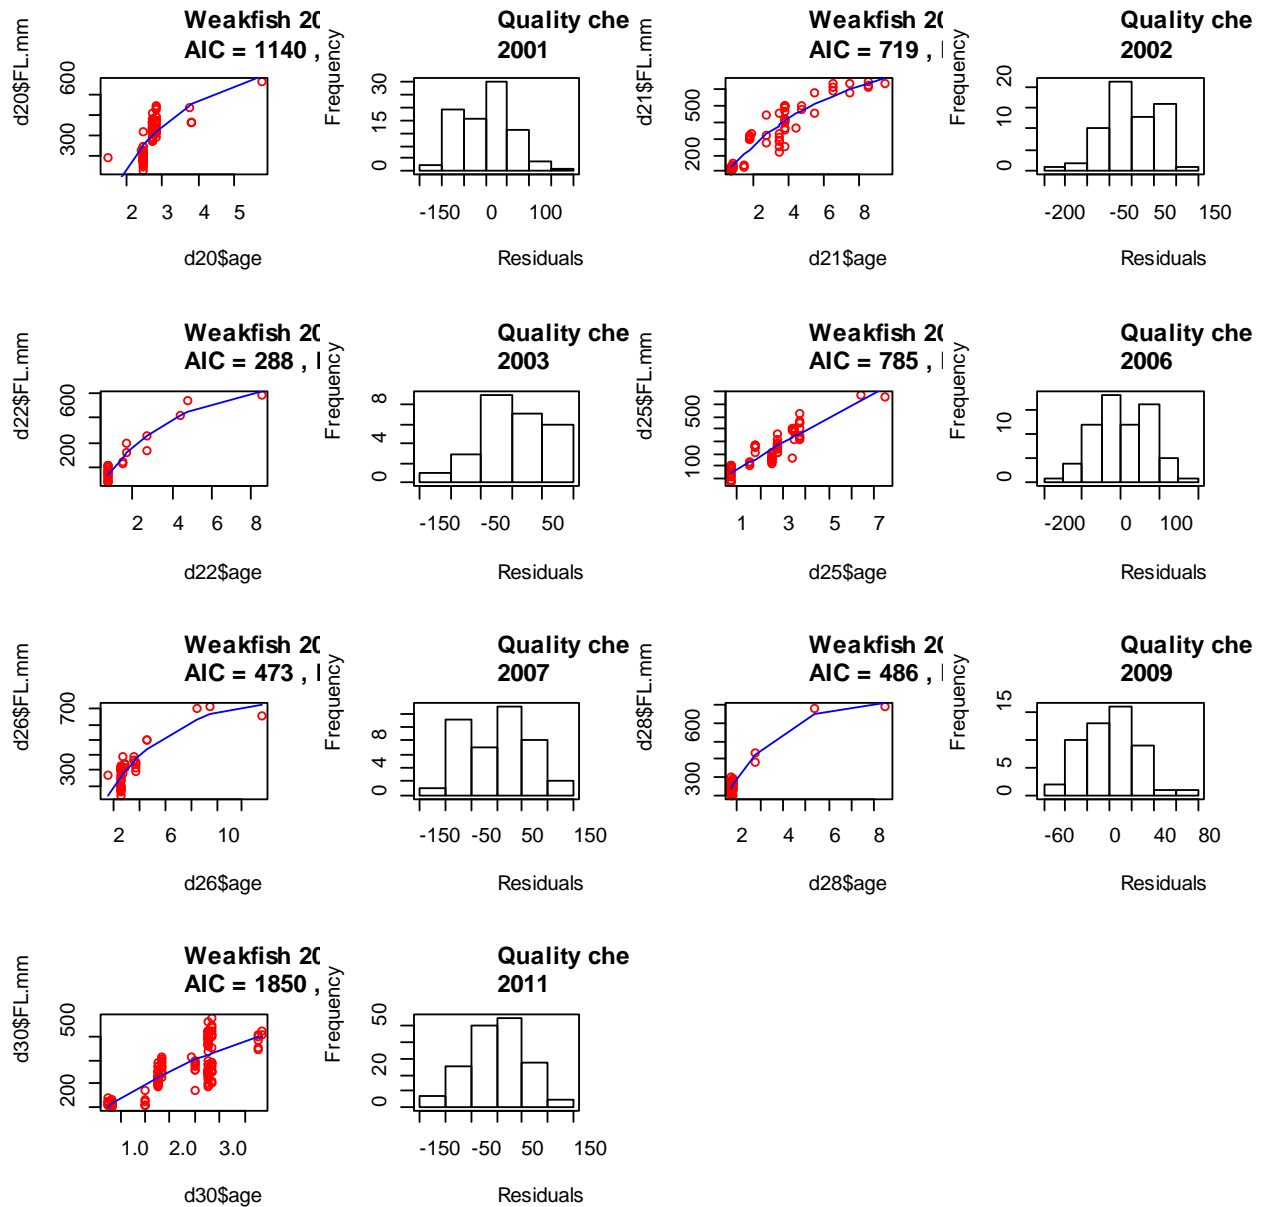 Weakfish 20
AIC = 1140 ,
d20$FL.mm
300 600
2 3 4 5
d20$age
Quality che
2001
Frequency
0 15 30
-150 0 100
Residuals
Weakfish 20
AIC = 719 ,
d21$FL.mm
200 500
2 4 6 8
d21$age
Quality che
2002
Frequency
0 10 20
-200 -50 50 150
Residuals
Weakfish 20
AIC = 288 ,
d22$FL.mm
200 600
2 4 6 8
d22$age
Quality che
2003
Frequency
0 4 8
-150 -50 50
Residuals
Weakfish 20
AIC = 785 ,
d25$FL.mm
100 500
1 3 5 7
d25$age
Quality che
2006
Frequency
0 10
-200 0 100
Residuals
Weakfish 20
AIC = 473 ,
d26$FL.mm
300 700
2 6 10
d26$age
Quality che
2007
Frequency
0 4 8
-150 -50 50 150
Residuals
Weakfish 20
AIC = 486 ,
d28$FL.mm
300 600
2 4 6 8
d28$age
Quality che
2009
Frequency
0 5 15
-60 0 40 80
Residuals
Weakfish 20
AIC = 1850 ,
d30$FL.mm
200 500
1.0 2.0 3.0
d30$age
Quality che
2011
Frequency
0 20 50
-150 -50 50 150
Residuals